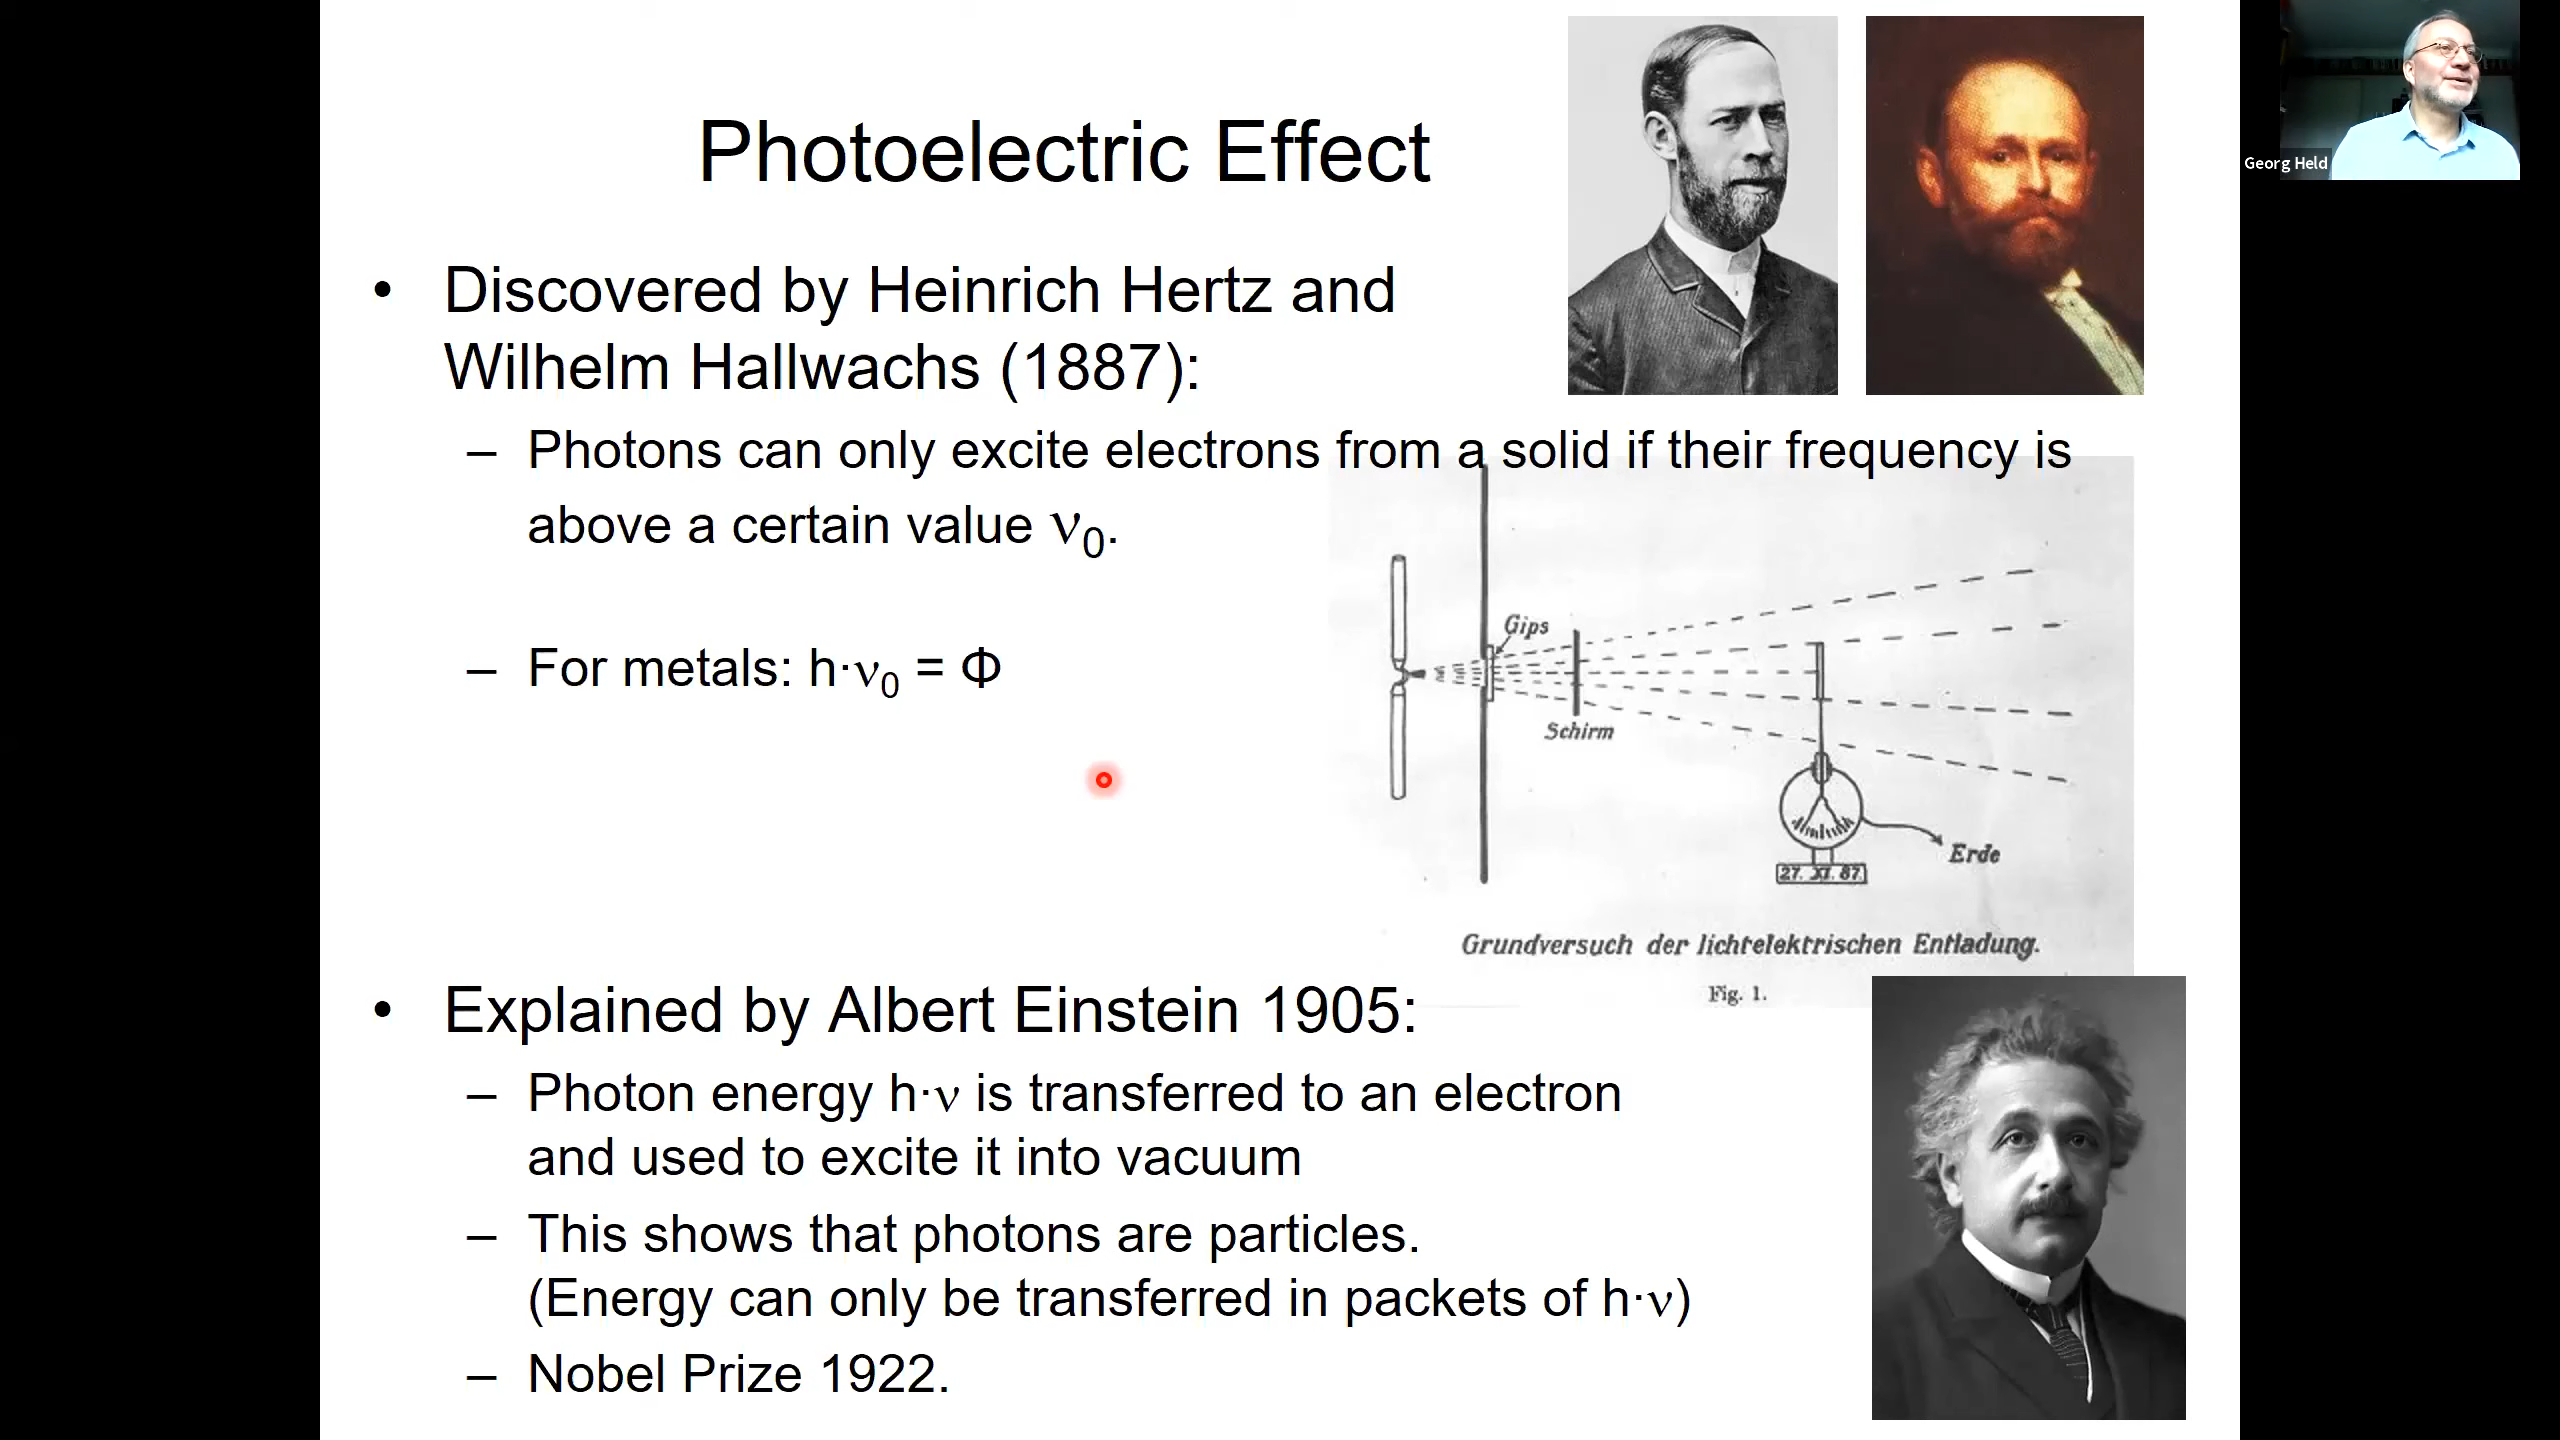 Photoelectric Effect
Georg Held
• Discovered by Heinrich Hertz and
Wilhelm Hallwachs (1887):
– Photons can only excite electrons from a solid if their frequency is
above a certain value ν0.
– For metals: h·ν0 = Φ
Gips
Schirm
Erde
27. XI. 87.
Grundversuch der lichtelektrischen Entladung.
Fig. 1.
• Explained by Albert Einstein 1905:
– Photon energy h·ν is transferred to an electron
and used to excite it into vacuum
– This shows that photons are particles.
(Energy can only be transferred in packets of h·ν)
– Nobel Prize 1922.